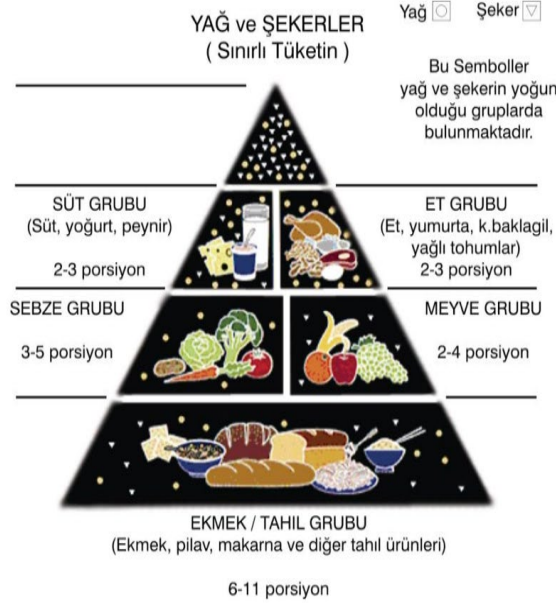 YAĞ ve ŞEKERLER
( Sınırlı Tüketin )
Yağ Şeker
Bu Semboller
yağ ve şekerin yoğun
olduğu gruplarda
bulunmaktadır.
SÜT GRUBU
(Süt, yoğurt, peynir)
2-3 porsiyon
ET GRUBU
(Et, yumurta, k.baklagil,
yağlı tohumlar)
2-3 porsiyon
SEBZE GRUBU
3-5 porsiyon
MEYVE GRUBU
2-4 porsiyon
EKMEK / TAHIL GRUBU
(Ekmek, pilav, makarna ve diğer tahıl ürünleri)
6-11 porsiyon